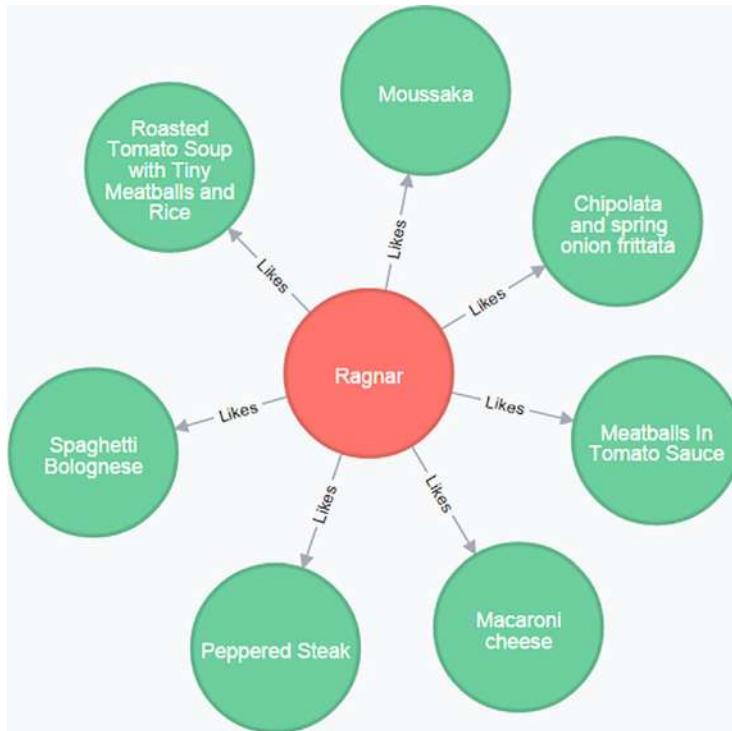 Moussaka
Roasted
Tomato Soup
with Tiny
Meatballs and
Rice
Chipolata
and spring
onion frittata
Likes
Likes
Likes
Ragnar
Likes
Meatballs In
Tomato Sauce
Likes
Spaghetti
Bolognese
Likes
Likes
Peppered Steak
Macaroni
cheese